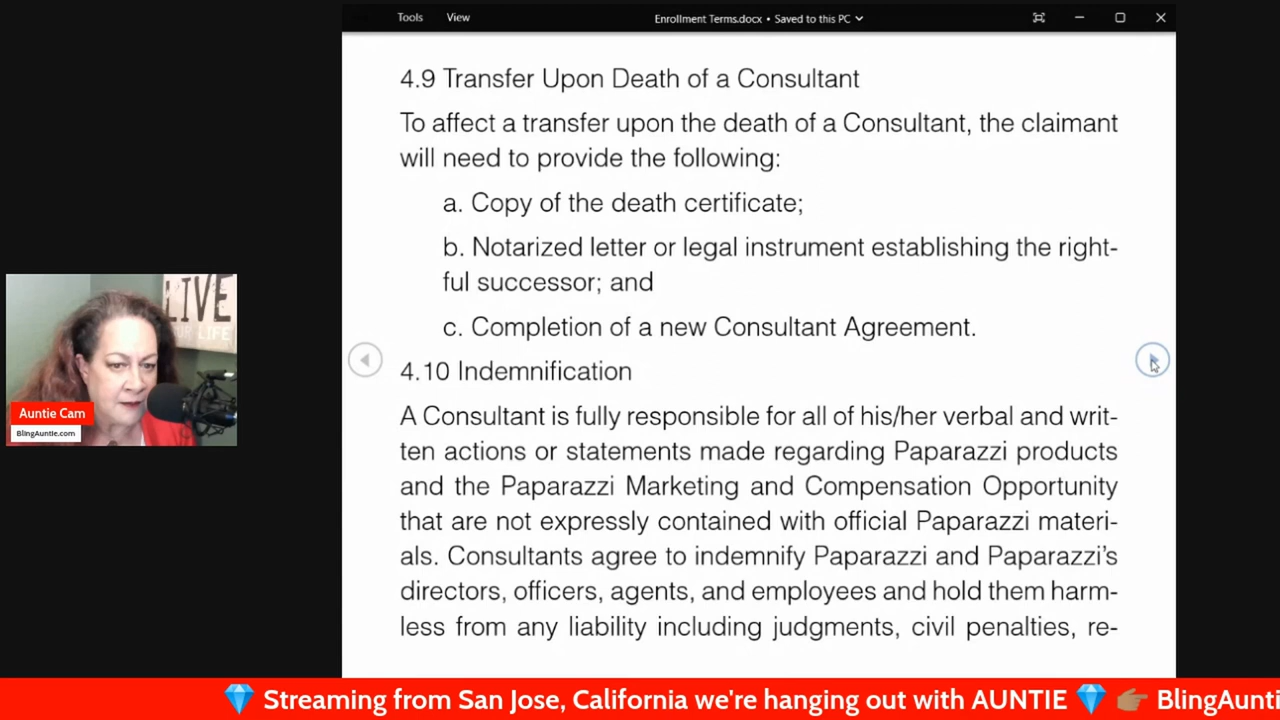 Tools View Enrollment Terms.docx • Saved to this PC
4.9 Transfer Upon Death of a Consultant
To affect a transfer upon the death of a Consultant, the claimant
will need to provide the following:
a. Copy of the death certificate;
b. Notarized letter or legal instrument establishing the right-
ful successor; and
c. Completion of a new Consultant Agreement.
4.10 Indemnification
A Consultant is fully responsible for all of his/her verbal and writ-
ten actions or statements made regarding Paparazzi products
and the Paparazzi Marketing and Compensation Opportunity
that are not expressly contained with official Paparazzi materi-
als. Consultants agree to indemnify Paparazzi and Paparazzi's
directors, officers, agents, and employees and hold them harm-
less from any liability including judgments, civil penalties, re-
LIVE
LIFE
Auntie Cam
BlingAuntie.com
💎 Streaming from San Jose, California we're hanging out with AUNTIE 💎 👉🏽 BlingAunti